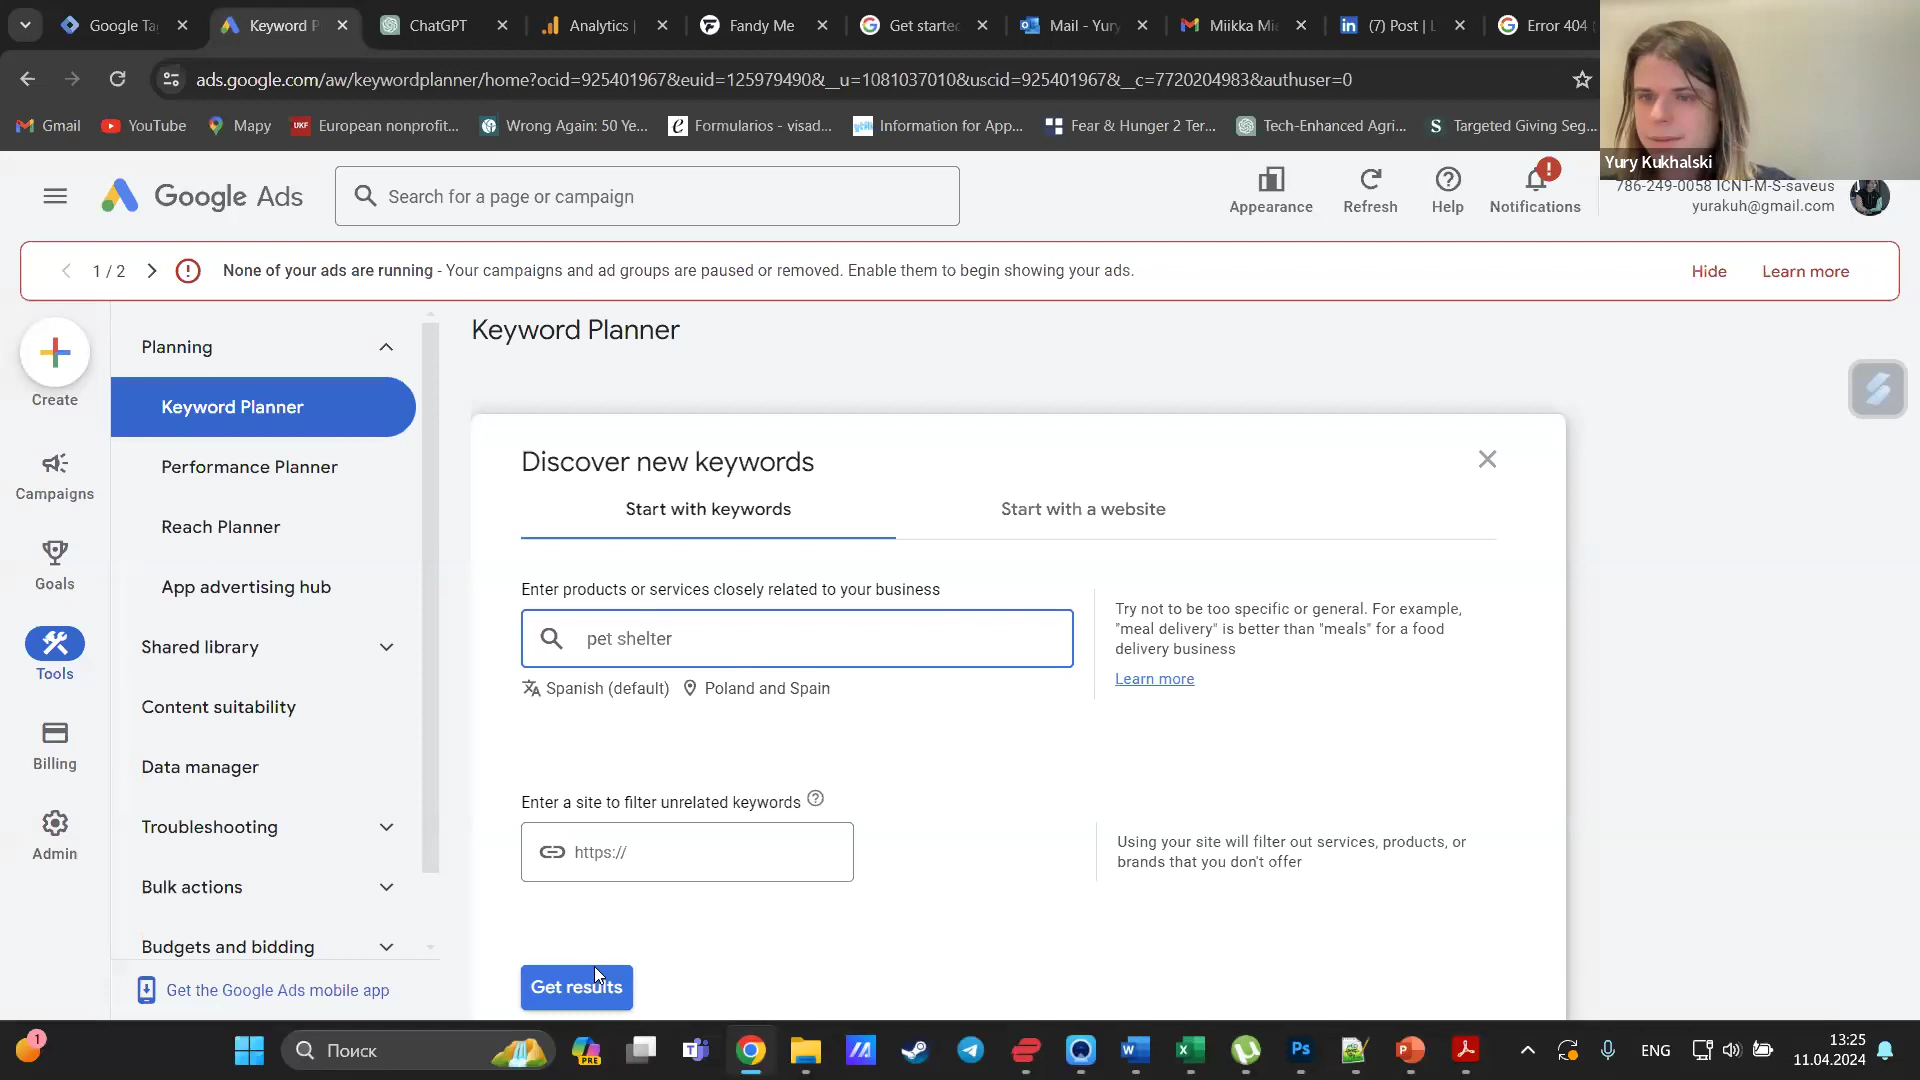 Google Ta
Keyword P
ChatGPT
Analytics |
Fandy Me
Get starte
Mail - Yury
Miikka Mi
(7) Post | L
Error 404
ads.google.com/aw/keywordplanner/home?ocid=925401967&euid=125979490&__u=1081037010&uscid=925401967&__c=7720204983&authuser=0
Gmail
YouTube
Mapy
UKF
European nonprofit...
Wrong Again: 50 Ye...
Formularios - visad...
Information for App...
Fear & Hunger 2 Ter...
Tech-Enhanced Agri...
Targeted Giving Seg...
Yury Kukhalski
Google Ads
Search for a page or campaign
Appearance
Refresh
Help
Notifications
786-249-0058 ICNT-M-S-saveus
yurakuh@gmail.com
1 / 2
None of your ads are running - Your campaigns and ad groups are paused or removed. Enable them to begin showing your ads.
Hide
Learn more
Create
Campaigns
Goals
Tools
Billing
Admin
Planning
Keyword Planner
Performance Planner
Reach Planner
App advertising hub
Shared library
Content suitability
Data manager
Troubleshooting
Bulk actions
Budgets and bidding
Get the Google Ads mobile app
Keyword Planner
Discover new keywords
Start with keywords
Start with a website
Enter products or services closely related to your business
pet shelter
Spanish (default)
Poland and Spain
Try not to be too specific or general. For example,
"meal delivery" is better than "meals" for a food
delivery business
Learn more
Enter a site to filter unrelated keywords
https://
Using your site will filter out services, products, or
brands that you don't offer
Get results
1
Поиск
PRE
ENG
13:25
11.04.2024